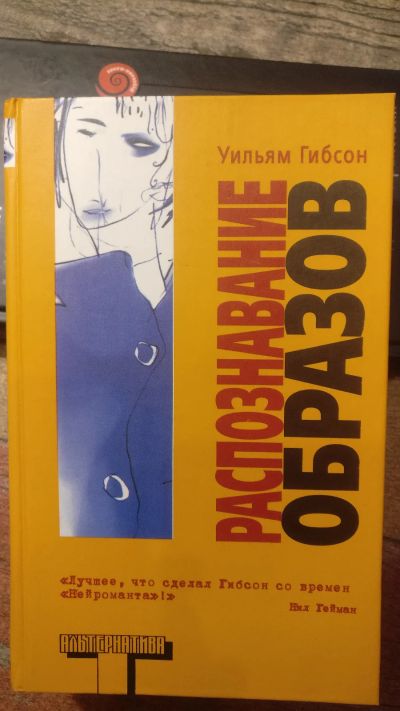 Уильям Гибсон
РАСПОЗНАВАНИЕ
ОБРАЗОВ
«Лучшее, что сделал Гибсон со времен
«Нейроманта»!»
Нил Гейман
АЛЬТЕРНАТИВА